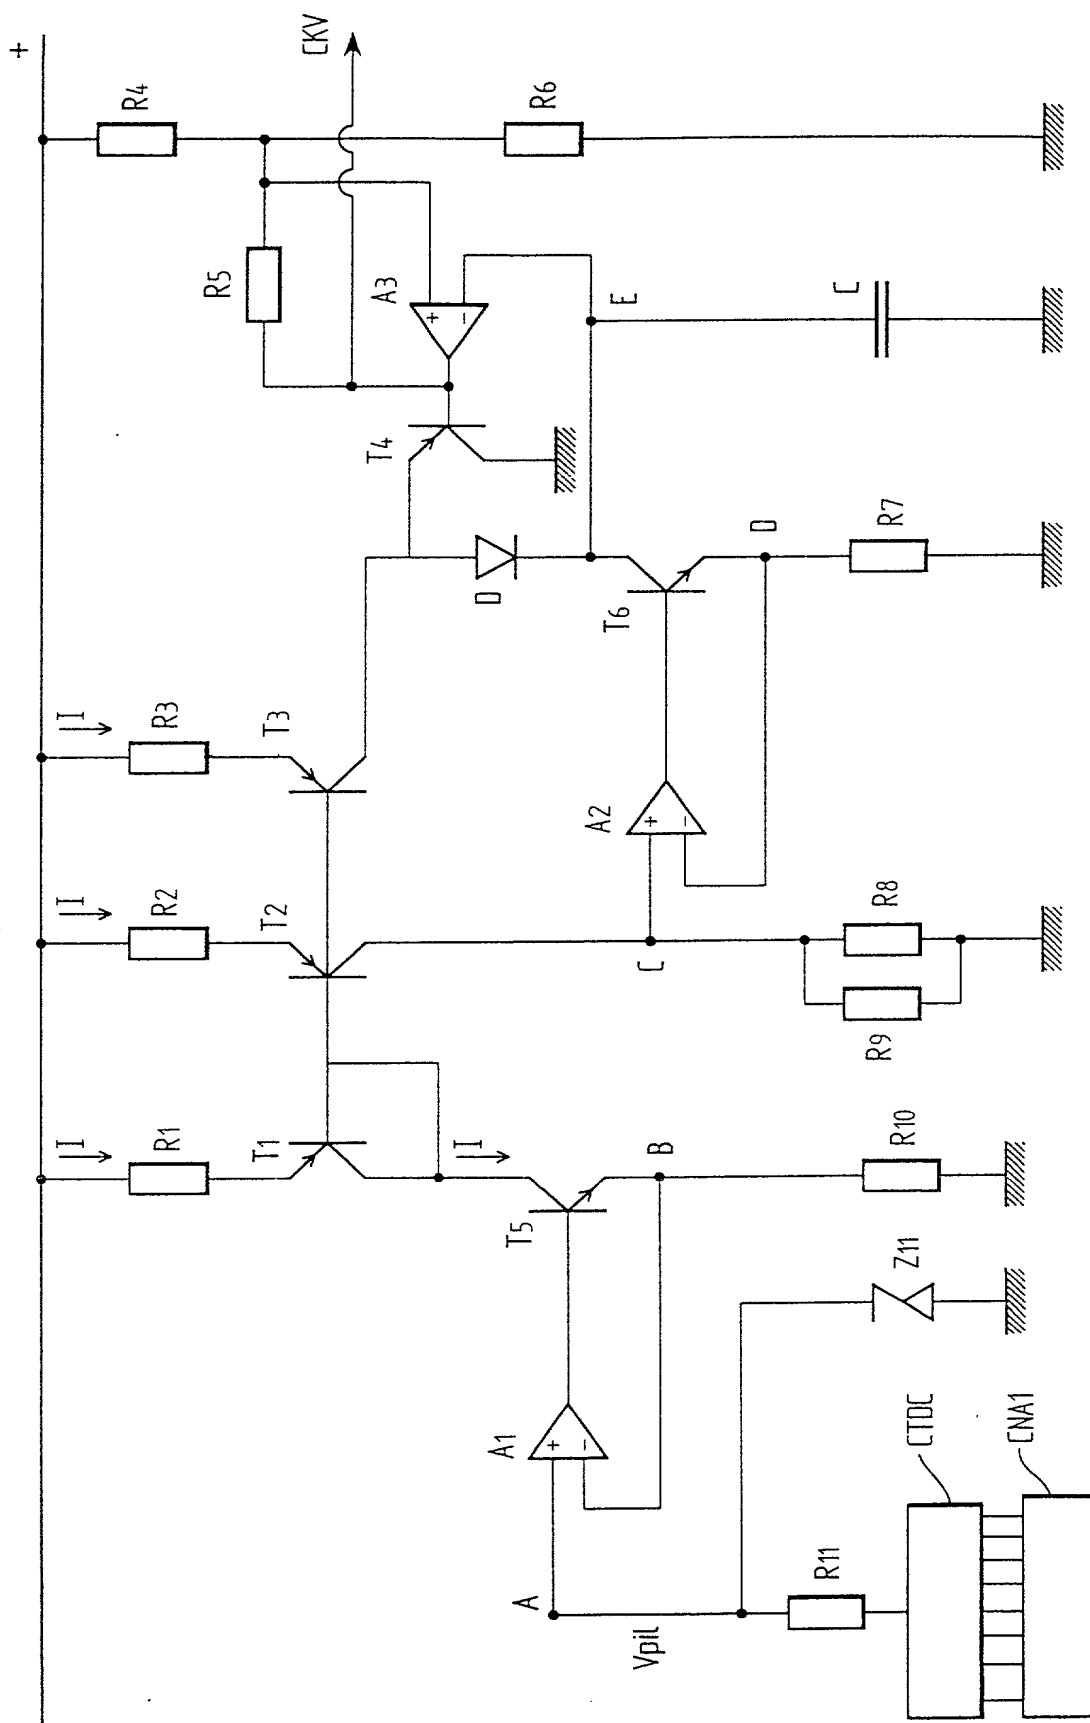 +
CKV
R4
R6
R5
A3
+
−
E
C
T4
D
D
R7
T6
I
R3
T3
A2
+
−
I
R2
T2
C
R8
R9
I
R1
T1
I
B
R10
T5
Z11
A1
+
−
CTDC
CNA1
A
Vpil
R11